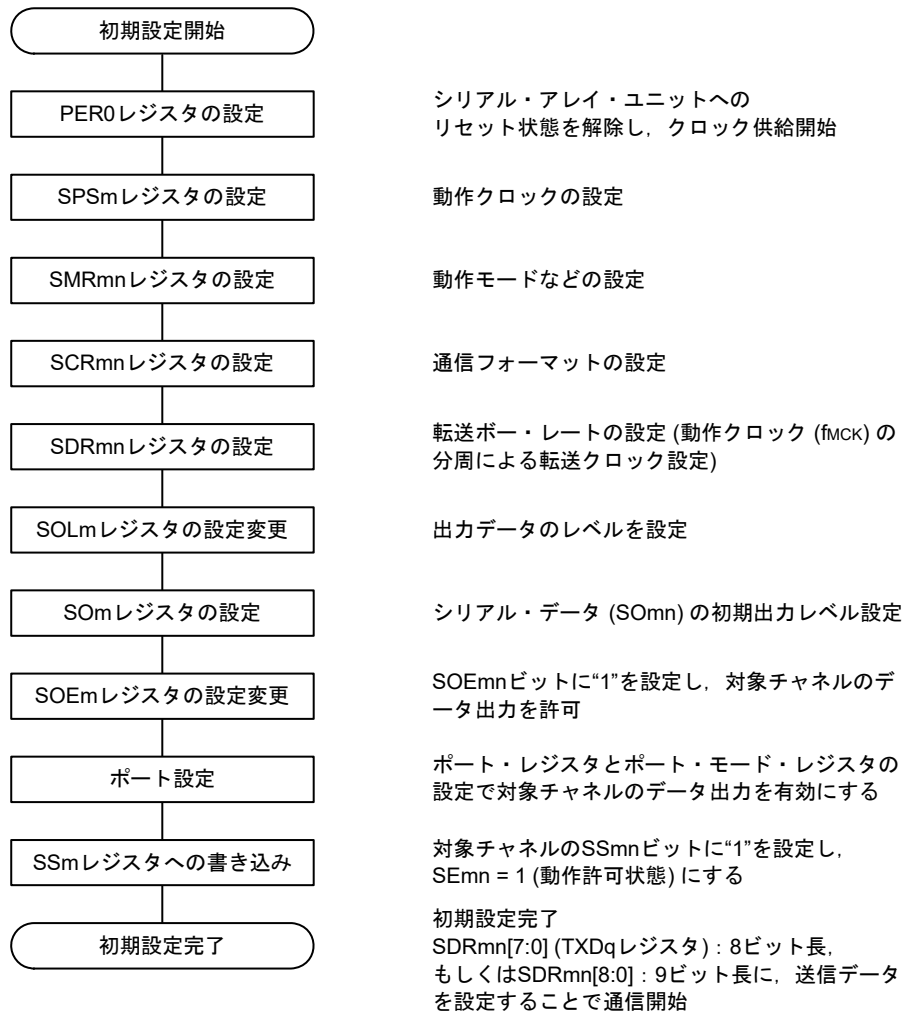 初期設定開始
PER0レジスタの設定
シリアル・アレイ・ユニットへの
リセット状態を解除し，クロック供給開始
SPSmレジスタの設定
動作クロックの設定
SMRmnレジスタの設定
動作モードなどの設定
SCRmnレジスタの設定
通信フォーマットの設定
SDRmnレジスタの設定
転送ボー・レートの設定 (動作クロック (fMCK) の
分周による転送クロック設定)
SOLmレジスタの設定変更
出力データのレベルを設定
SOmレジスタの設定
シリアル・データ (SOmn) の初期出力レベル設定
SOEmレジスタの設定変更
SOEmnビットに“1”を設定し，対象チャネルのデ
ータ出力を許可
ポート設定
ポート・レジスタとポート・モード・レジスタの
設定で対象チャネルのデータ出力を有効にする
SSmレジスタへの書き込み
対象チャネルのSSmnビットに“1”を設定し，
SEmn = 1 (動作許可状態) にする
初期設定完了
初期設定完了
SDRmn[7:0] (TXDqレジスタ)：8ビット長，
もしくはSDRmn[8:0]：9ビット長に，送信データ
を設定することで通信開始